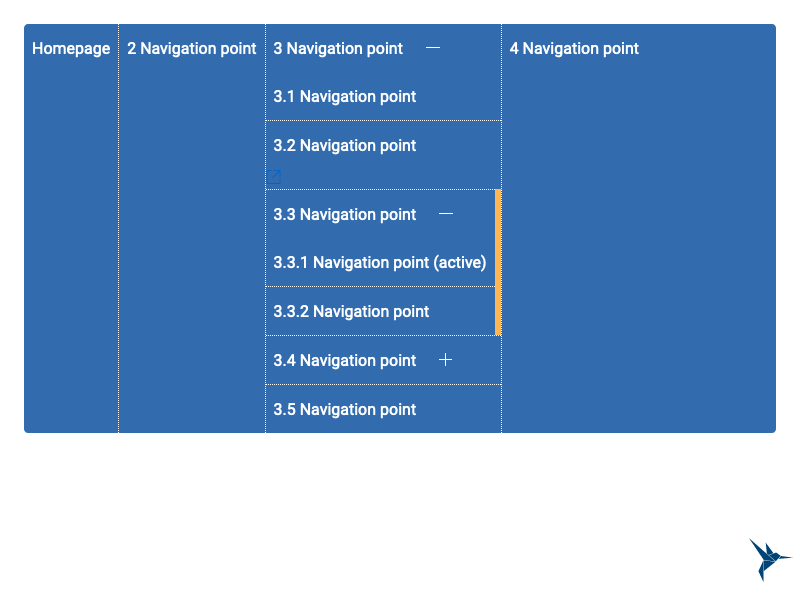 Homepage
2 Navigation point
3 Navigation point
4 Navigation point
3.1 Navigation point
3.2 Navigation point
3.3 Navigation point
3.3.1 Navigation point (active)
3.3.2 Navigation point
3.4 Navigation point
3.5 Navigation point